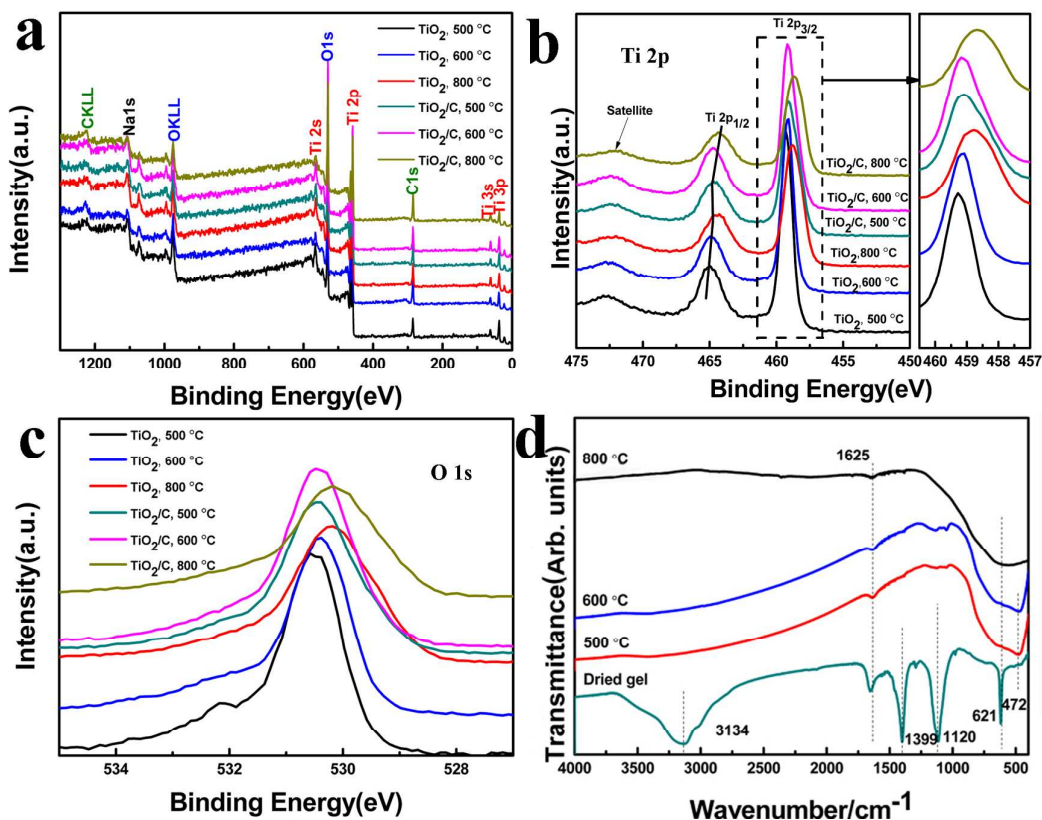 a
CKLL
Na1s
OKLL
O1s
Ti 2s
Ti 2p
C1s
Ti 3s
Ti 3p
TiO2, 500 °C
TiO2, 600 °C
TiO2, 800 °C
TiO2/C, 500 °C
TiO2/C, 600 °C
TiO2/C, 800 °C
Intensity(a.u.)
1200 1000 800 600 400 200 0
Binding Energy(eV)
b
Ti 2p
Ti 2p3/2
Satellite
Ti 2p1/2
TiO2/C, 800 °C
TiO2/C, 600 °C
TiO2/C, 500 °C
TiO2,800 °C
TiO2,600 °C
TiO2, 500 °C
Intensity(a.u.)
475 470 465 460 455 450
460 459 458 457
Binding Energy(eV)
c
TiO2, 500 °C
TiO2, 600 °C
TiO2, 800 °C
TiO2/C, 500 °C
TiO2/C, 600 °C
TiO2/C, 800 °C
O 1s
Intensity(a.u.)
534 532 530 528
Binding Energy(eV)
d
800 °C
1625
600 °C
500 °C
Dried gel
3134
1399
1120
621
472
Transmittance(Arb. units)
4000 3500 3000 2500 2000 1500 1000 500
Wavenumber/cm-1